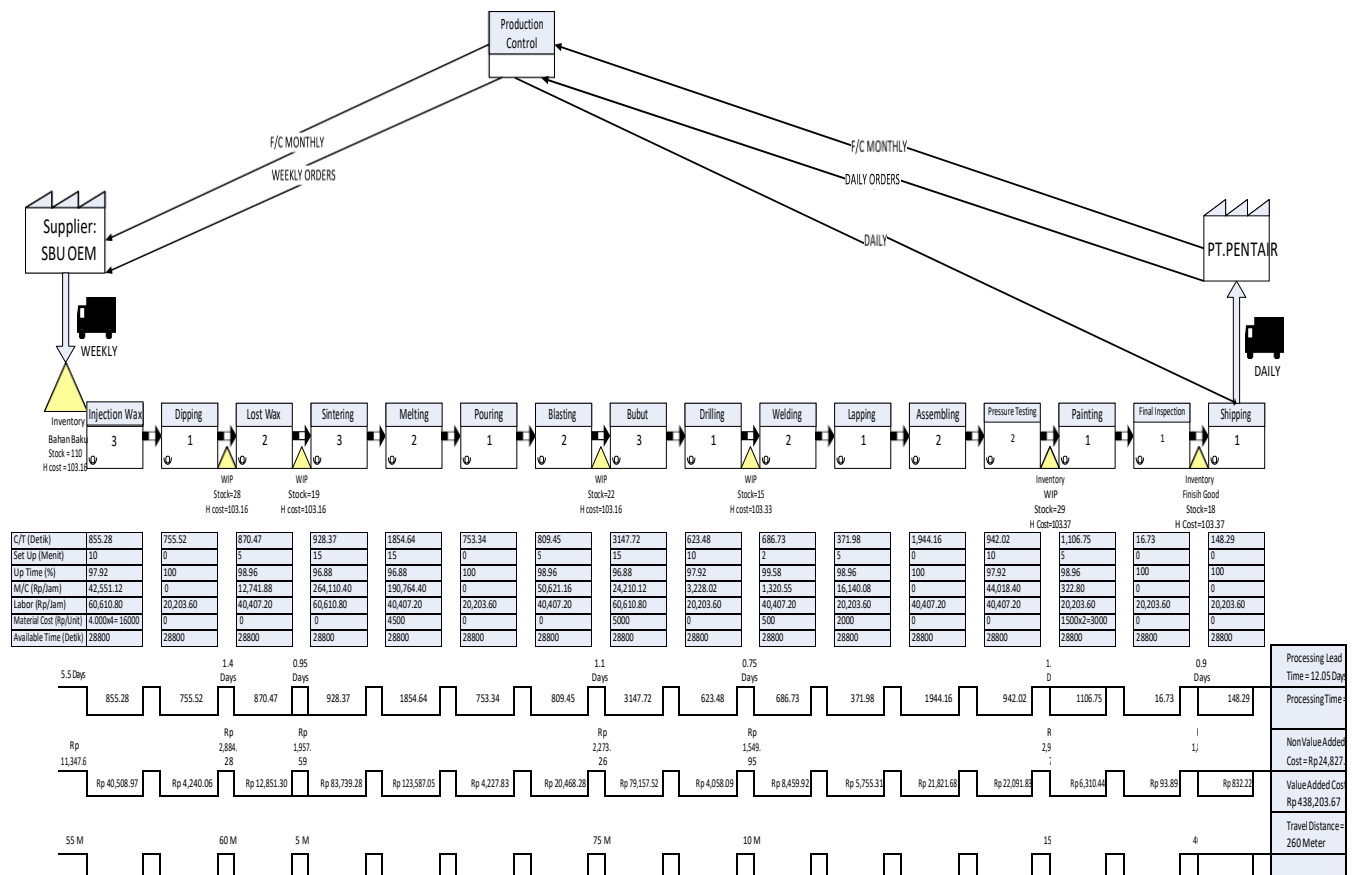 Production
Control
F/C MONTHLY
WEEKLY ORDERS
F/C MONTHLY
DAILY ORDERS
DAILY
Supplier:
SBU OEM
PT.PENTAIR
WEEKLY
DAILY
Inventory
Bahan Baku
Stock = 110
H cost =103.16
Injection Wax
3
Dipping
1
Lost Wax
2
Sintering
3
Melting
2
Pouring
1
Blasting
2
Bubut
3
Drilling
1
Welding
2
Lapping
1
Assembling
2
Pressure Testing
2
Painting
1
Final Inspection
1
Shipping
1
WIP
Stock=28
H cost=103.16
WIP
Stock=19
H cost=103.16
WIP
Stock=22
H cost=103.16
WIP
Stock=15
H cost=103.33
Inventory
WIP
Stock=29
H Cost=103.37
Inventory
Finisih Good
Stock=18
H Cost=103.37
C/T (Detik) 855.28 755.52 870.47 928.37 1854.64 753.34 809.45 3147.72 623.48 686.73 371.98 1,944.16 942.02 1,106.75 16.73 148.29
Set Up (Menit) 10 0 5 15 15 0 5 15 10 2 5 0 10 5 0 0
Up Time (%) 97.92 100 98.96 96.88 96.88 100 98.96 96.88 97.92 99.58 98.96 100 97.92 98.96 100 100
M/C (Rp/Jam) 42,551.12 0 12,741.88 264,110.40 190,764.40 0 50,621.16 24,210.12 3,228.02 1,320.55 16,140.08 0 44,018.40 322.80 0 0
Labor (Rp/Jam) 60,610.80 20,203.60 40,407.20 60,610.80 40,407.20 20,203.60 40,407.20 60,610.80 20,203.60 40,407.20 20,203.60 40,407.20 40,407.20 20,203.60 20,203.60 20,203.60
Material Cost (Rp/Unit) 4.000x4= 16000 0 0 0 4500 0 0 5000 0 500 2000 0 0 1500x2=3000 0 0
Available Time (Detik) 28800 28800 28800 28800 28800 28800 28800 28800 28800 28800 28800 28800 28800 28800 28800 28800
5.5 Days
1.4
Days
0.95
Days
1.1
Days
0.75
Days
1.
D
0.9
Days
855.28 755.52 870.47 928.37 1854.64 753.34 809.45 3147.72 623.48 686.73 371.98 1944.16 942.02 1106.75 16.73 148.29
Processing Lead
Time = 12.05 Days
Processing Time =
Rp
11,347.6
Rp
2,884.
28
Rp
1,957.
59
Rp
2,273.
26
Rp
1,549.
95
2,9
Rp 40,508.97 Rp 4,240.06 Rp 12,851.30 Rp 83,739.28 Rp 123,587.05 Rp 4,227.83 Rp 20,468.28 Rp 79,157.52 Rp 4,058.09 Rp 8,459.92 Rp 5,755.31 Rp 21,821.68 Rp 22,091.83 Rp 6,310.44 Rp 93.89 Rp 832.22
Non Value Added
Cost = Rp 24,827.
Value Added Cos
Rp 438,203.67
55 M
60 M
5 M
75 M
10 M
15
Travel Distance =
260 Meter